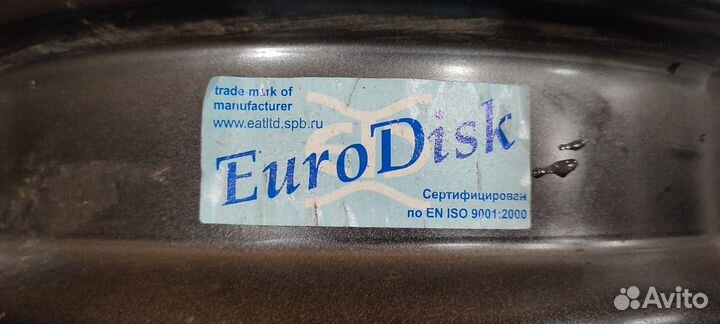 trade mark of
manufacturer
www.eatltd.spb.ru
EuroDisk
Сертифицирован
по EN ISO 9001:2000
Avito